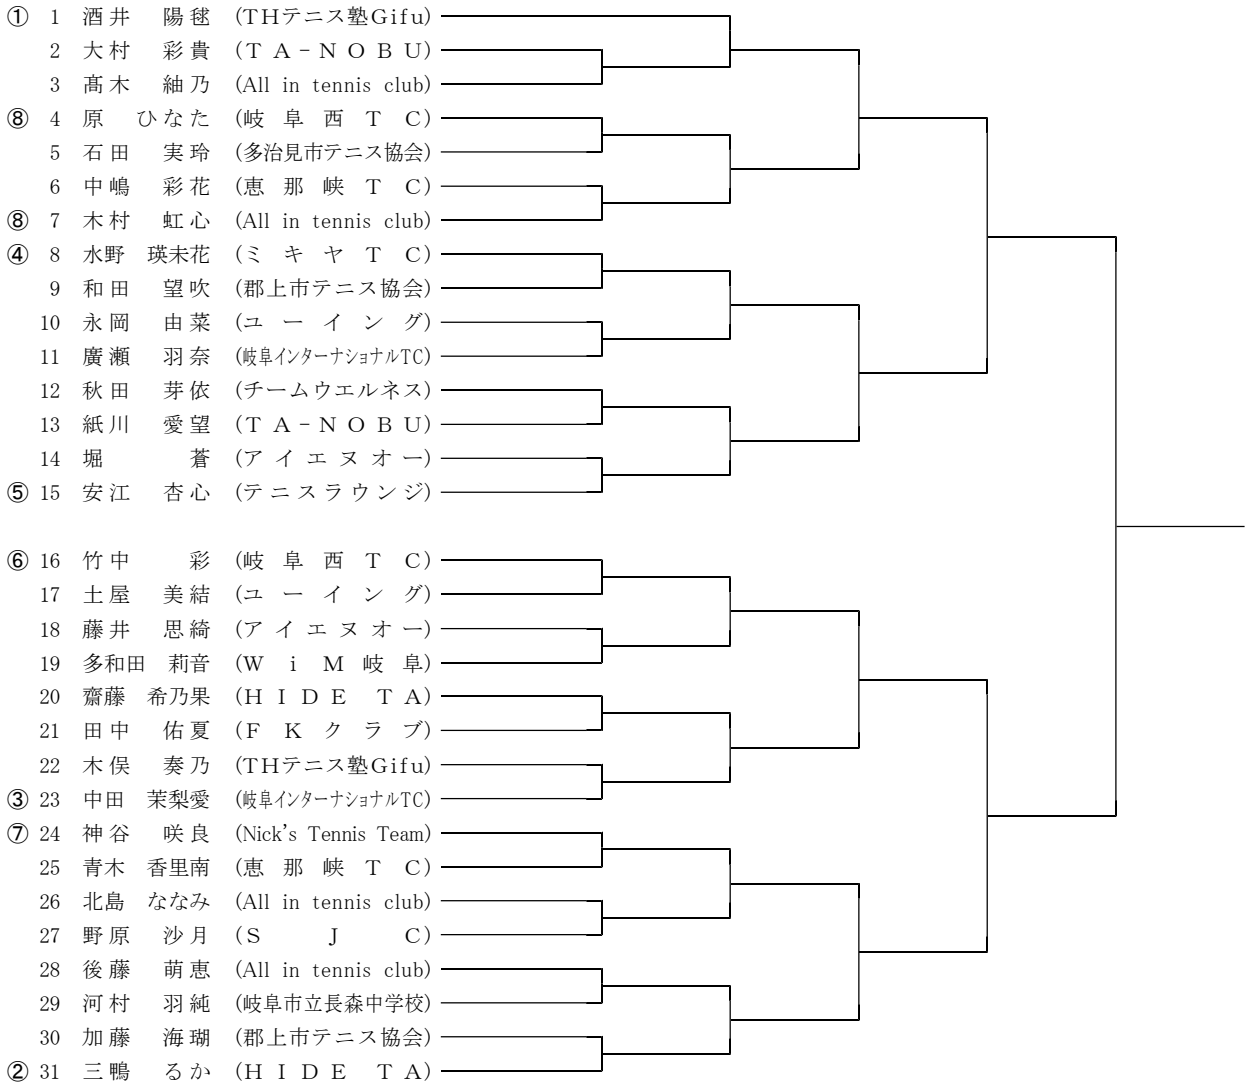 ① 1 酒井 陽毬 (THテニス塾Gifu)
2 大村 彩貴 (TA-NOBU)
3 髙木 紬乃 (All in tennis club)
⑧ 4 原 ひなた (岐阜西TC)
5 石田 実玲 (多治見市テニス協会)
6 中嶋 彩花 (恵那峡TC)
⑧ 7 木村 虹心 (All in tennis club)
④ 8 水野 瑛未花 (ミキヤTC)
9 和田 望吹 (郡上市テニス協会)
10 永岡 由菜 (ユーイング)
11 廣瀬 羽奈 (岐阜インターナショナルTC)
12 秋田 芽依 (チームウエルネス)
13 紙川 愛望 (TA-NOBU)
14 堀 蒼 (アイエヌオー)
⑤ 15 安江 杏心 (テニスラウンジ)
⑥ 16 竹中 彩 (岐阜西TC)
17 土屋 美結 (ユーイング)
18 藤井 思綺 (アイエヌオー)
19 多和田 莉音 (WiM岐阜)
20 齋藤 希乃果 (HIDE TA)
21 田中 佑夏 (FKクラブ)
22 木俣 奏乃 (THテニス塾Gifu)
③ 23 中田 茉梨愛 (岐阜インターナショナルTC)
⑦ 24 神谷 咲良 (Nick's Tennis Team)
25 青木 香里南 (恵那峡TC)
26 北島 ななみ (All in tennis club)
27 野原 沙月 (SJC)
28 後藤 萌恵 (All in tennis club)
29 河村 羽純 (岐阜市立長森中学校)
30 加藤 海瑚 (郡上市テニス協会)
② 31 三鴨 るか (HIDE TA)